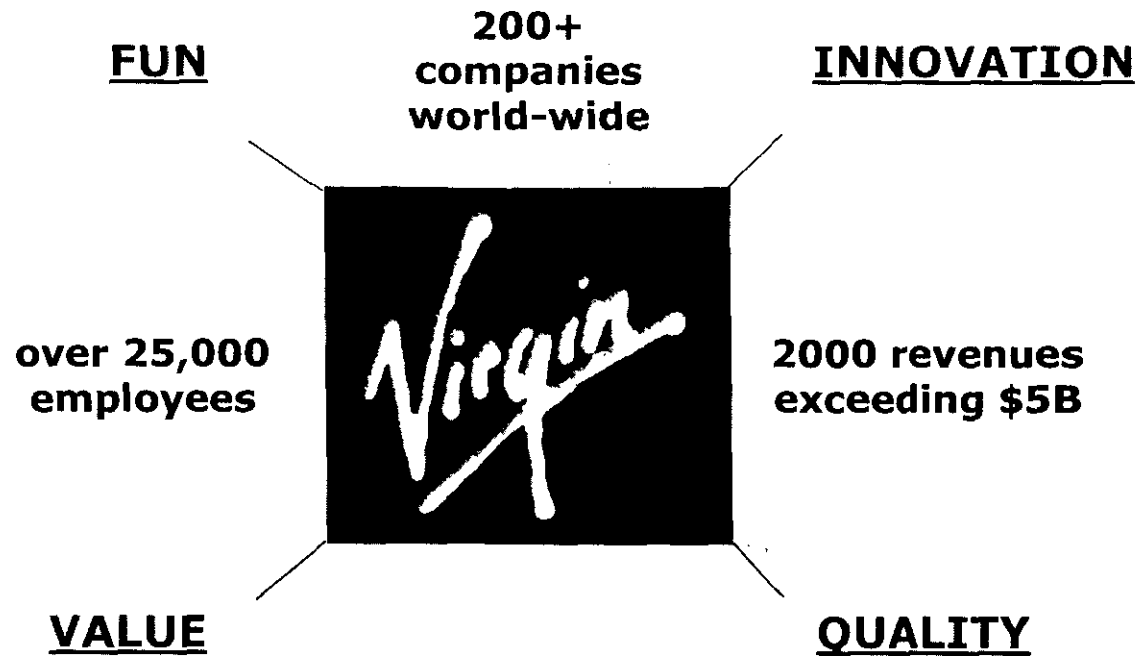 FUN
200+
companies
world-wide
INNOVATION
over 25,000
employees
Virgin
2000 revenues
exceeding $5B
VALUE
QUALITY